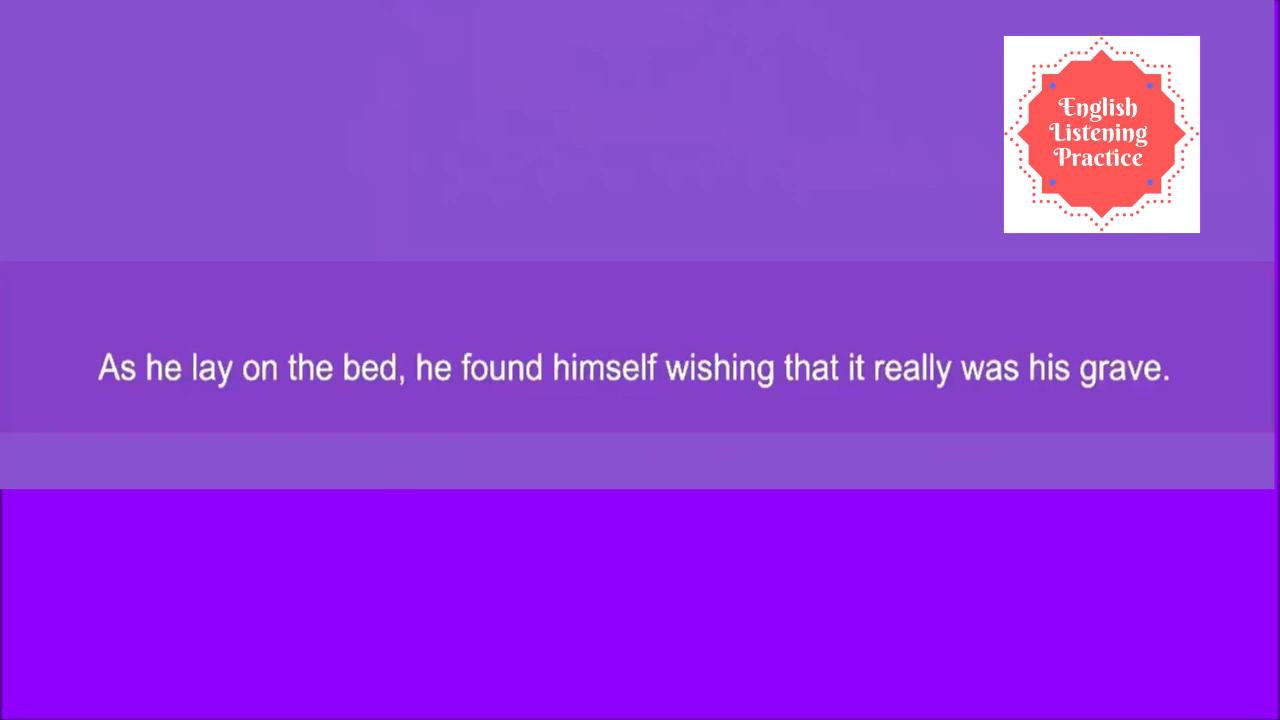 English
Listening
Practice
As he lay on the bed, he found himself wishing that it really was his grave.